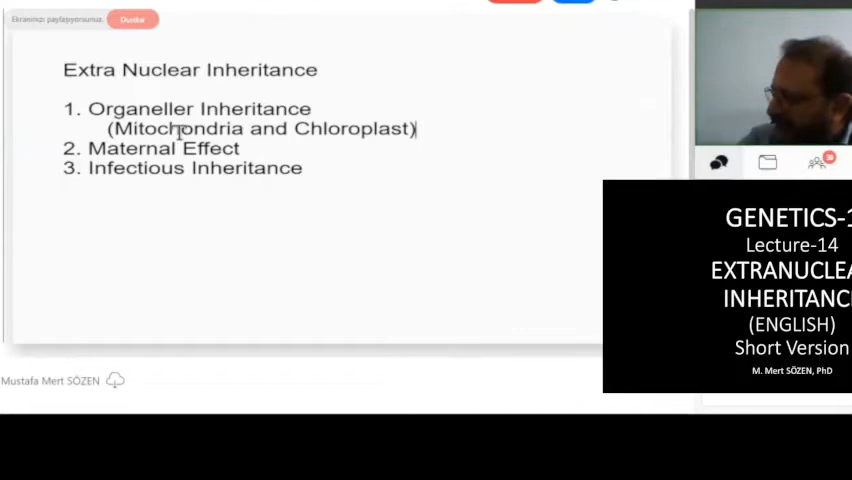 Ekranınızı paylaşıyorsunuz. Durdur
Extra Nuclear Inheritance
1. Organeller Inheritance
(Mitochondria and Chloroplast)
2. Maternal Effect
3. Infectious Inheritance
Mustafa Mert SÖZEN
GENETICS-1
Lecture-14
EXTRANUCLEA
INHERITANC
(ENGLISH)
Short Version
M. Mert SÖZEN, PhD